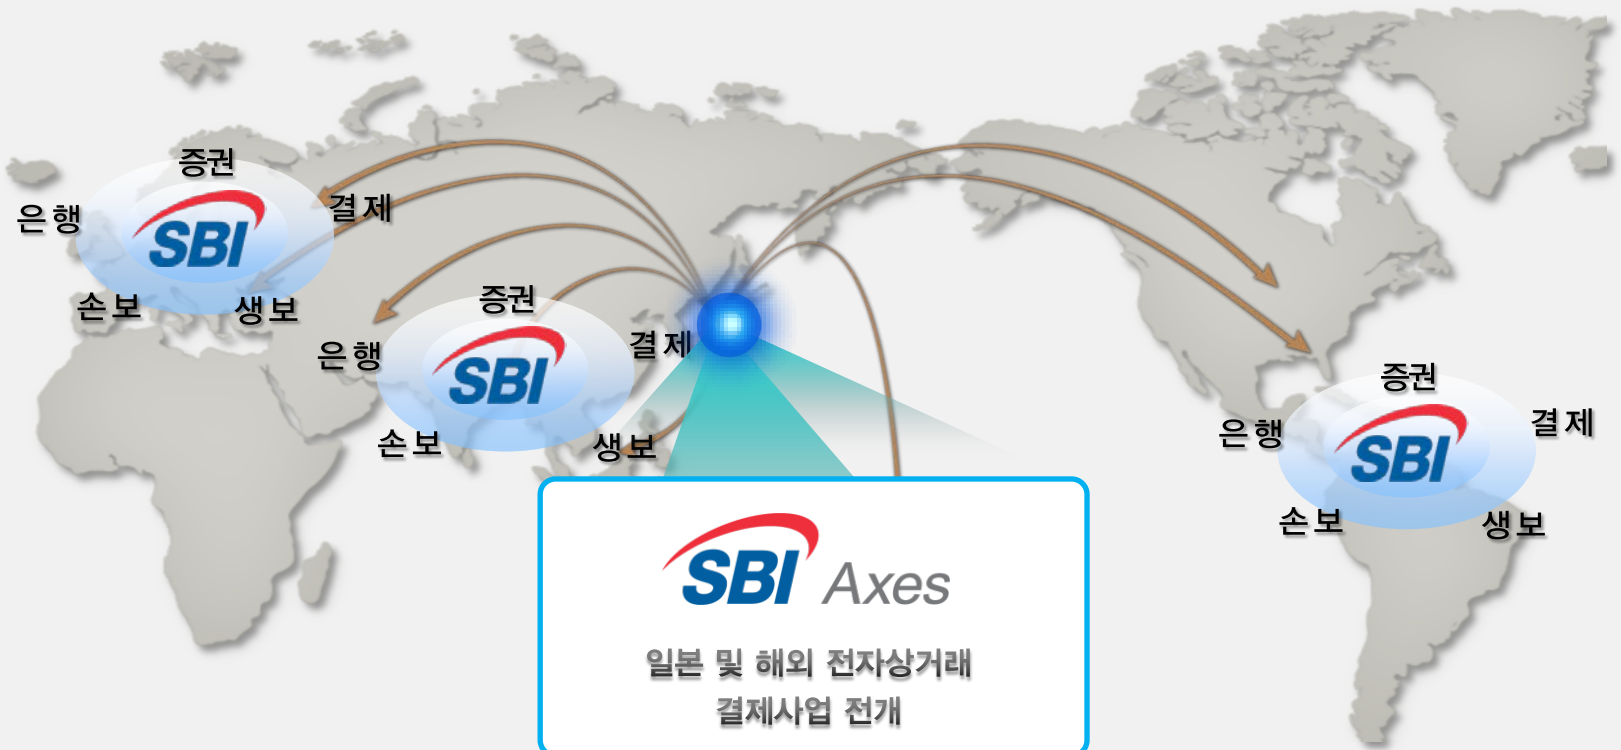 증권
은행
결제
SBI
손보
생보
증권
은행
결제
SBI
손보
생보
증권
은행
결제
SBI
손보
생보
SBI Axes
일본 및 해외 전자상거래
결제사업 전개